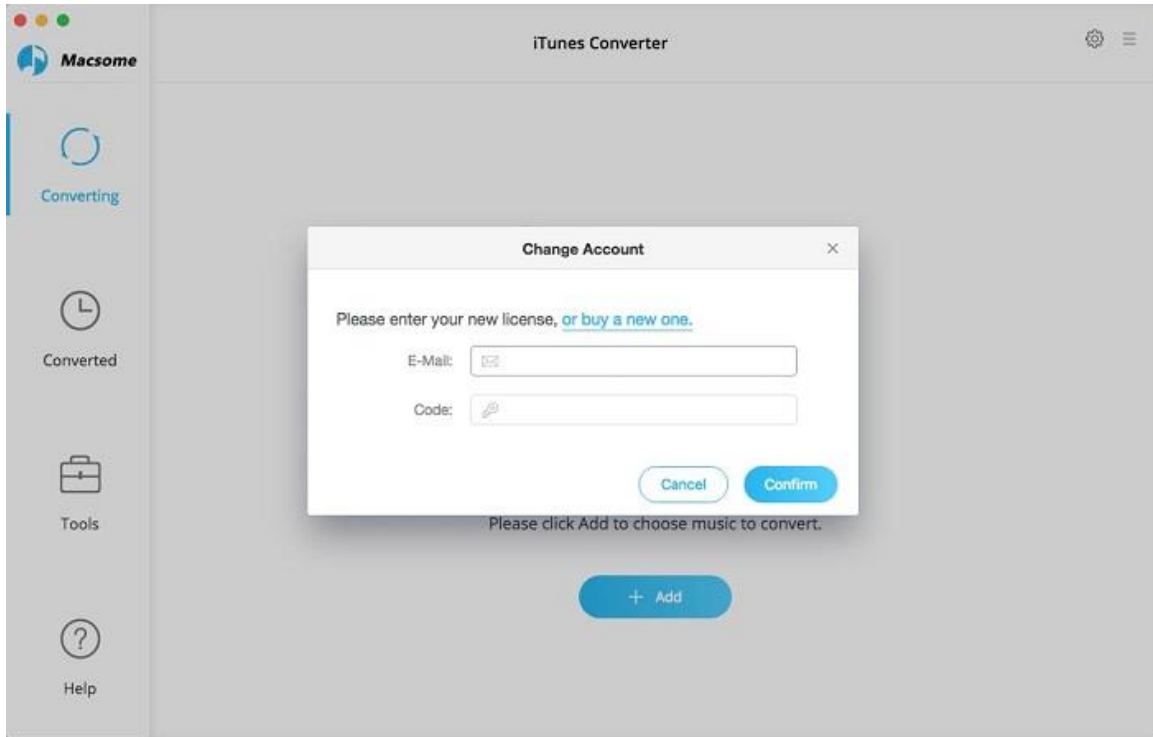 Macsome
iTunes Converter
Converting
Converted
Tools
Help
Change Account
Please enter your new license, or buy a new one.
E-Mail:
Code:
Cancel
Confirm
Please click Add to choose music to convert.
+ Add